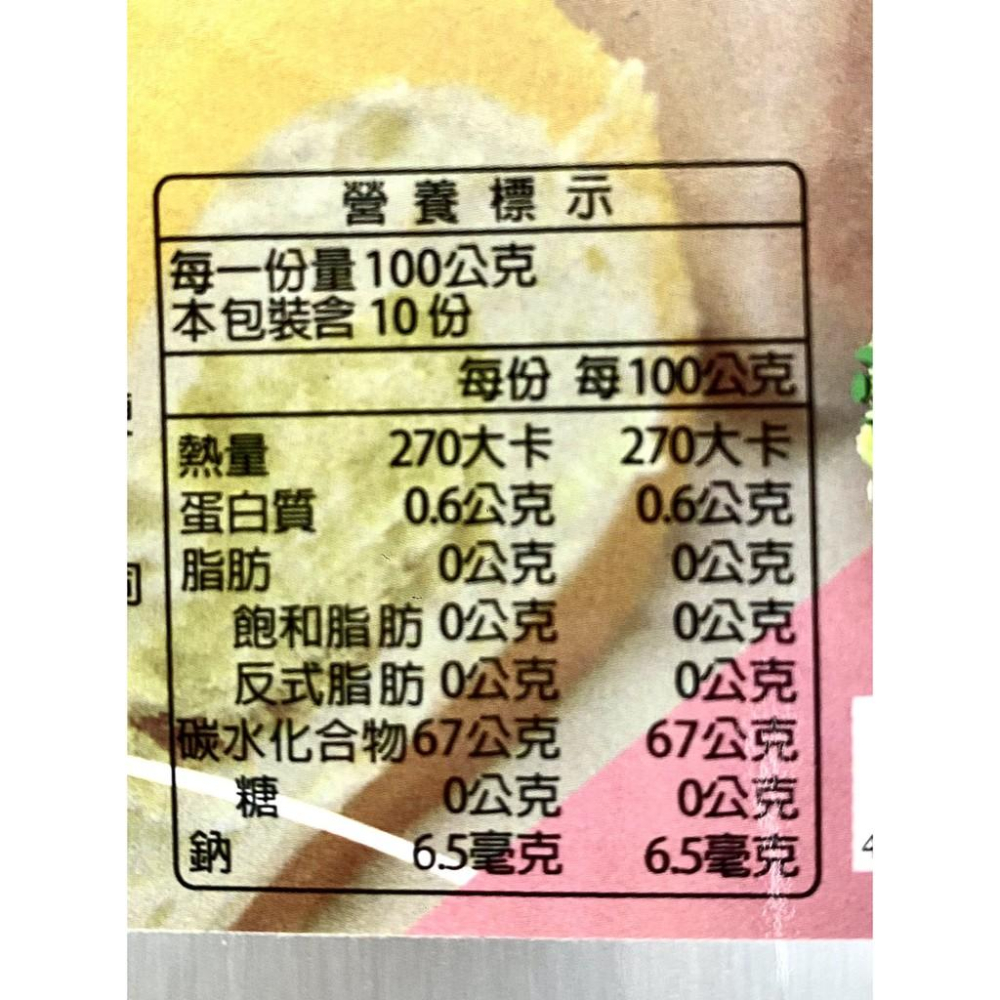 營養標示
每一份量100公克
本包裝含 10 份
每份 每100公克
熱量 270大卡 270大卡
蛋白質 0.6公克 0.6公克
脂肪 0公克 0公克
飽和脂肪 0公克 0公克
反式脂肪 0公克 0公克
碳水化合物 67公克 67公克
糖 0公克 0公克
鈉 6.5毫克 6.5毫克